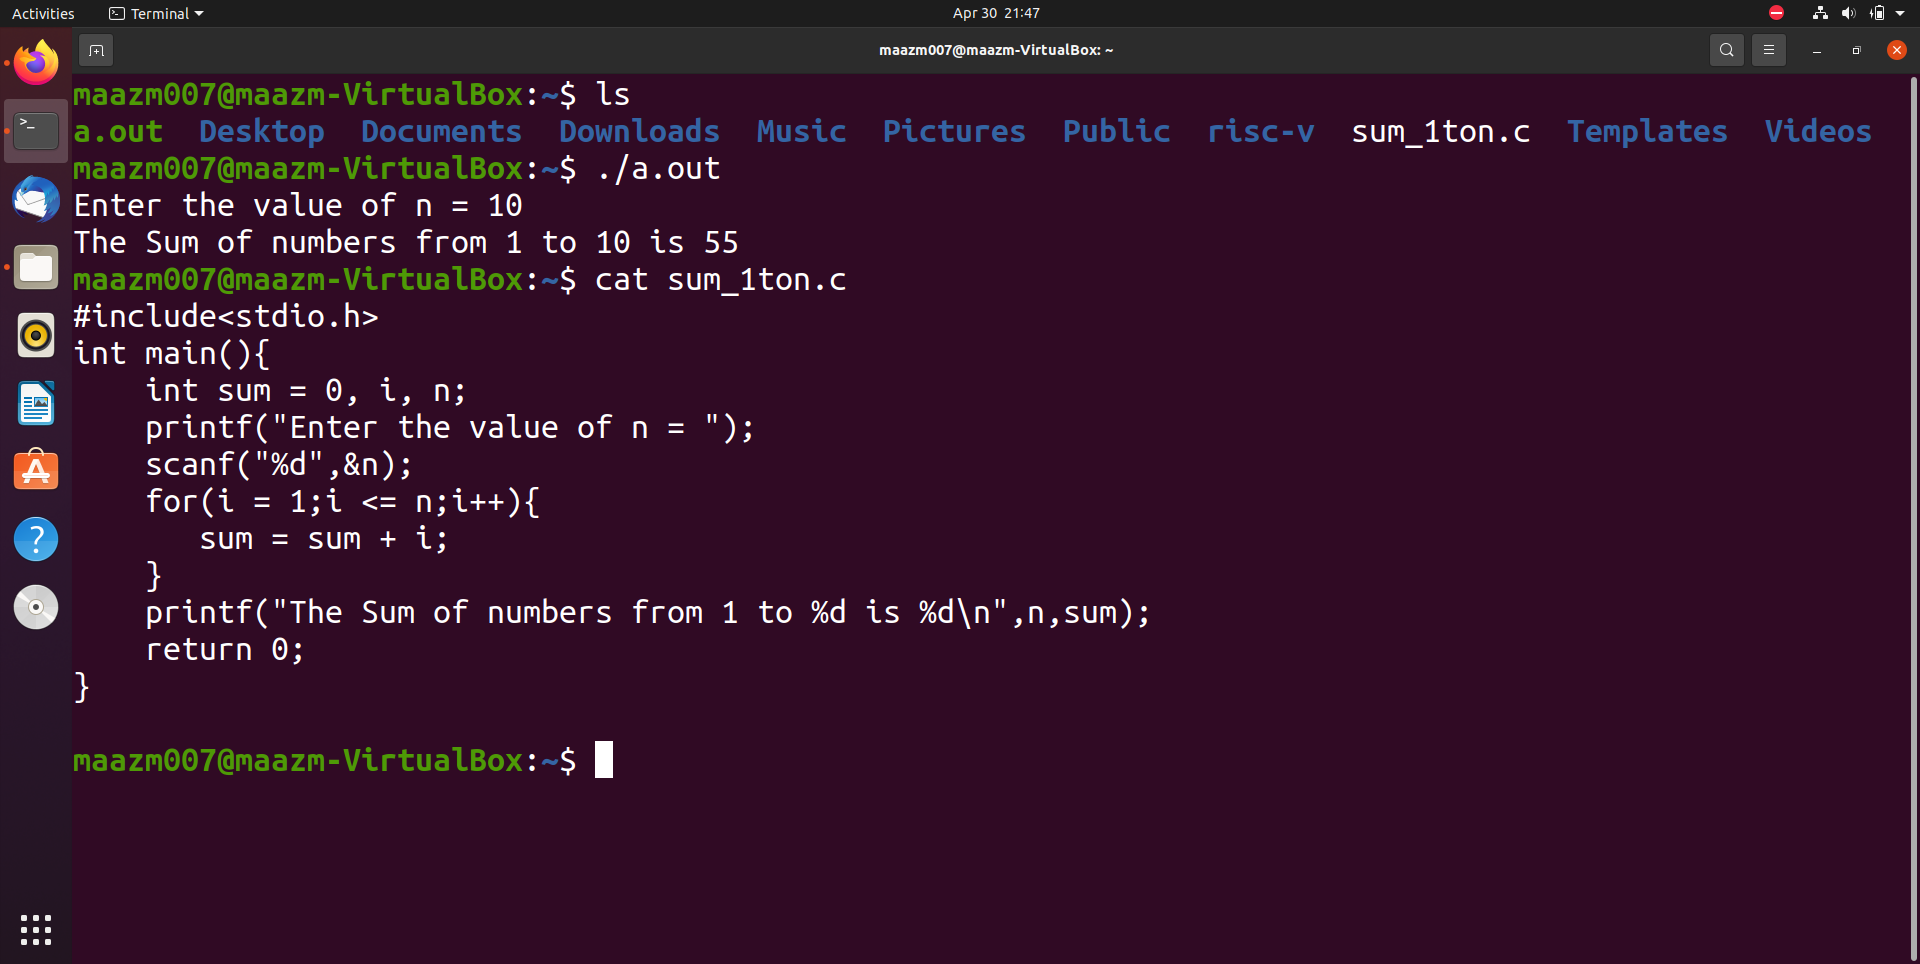 Activities Terminal Apr 30 21:47
maazm007@maazm-VirtualBox: ~
maazm007@maazm-VirtualBox:~$ ls
a.out  Desktop  Documents  Downloads  Music  Pictures  Public  risc-v  sum_1ton.c  Templates  Videos
maazm007@maazm-VirtualBox:~$ ./a.out
Enter the value of n = 10
The Sum of numbers from 1 to 10 is 55
maazm007@maazm-VirtualBox:~$ cat sum_1ton.c
#include<stdio.h>
int main(){
    int sum = 0, i, n;
    printf("Enter the value of n = ");
    scanf("%d",&n);
    for(i = 1;i <= n;i++){
       sum = sum + i;
    }
    printf("The Sum of numbers from 1 to %d is %d\n",n,sum);
    return 0;
}
maazm007@maazm-VirtualBox:~$